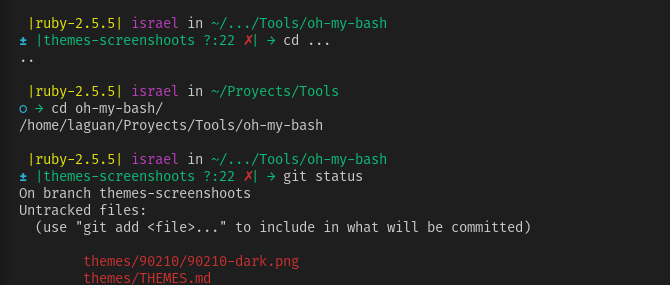 |ruby-2.5.5| israel in ~/.../Tools/oh-my-bash
± |themes-screenshoots ?:22 ✗| → cd ...
..
|ruby-2.5.5| israel in ~/Proyects/Tools
○ → cd oh-my-bash/
/home/laguan/Proyects/Tools/oh-my-bash
|ruby-2.5.5| israel in ~/.../Tools/oh-my-bash
± |themes-screenshoots ?:22 ✗| → git status
On branch themes-screenshoots
Untracked files:
(use "git add <file>..." to include in what will be committed)
themes/90210/90210-dark.png
themes/THEMES.md